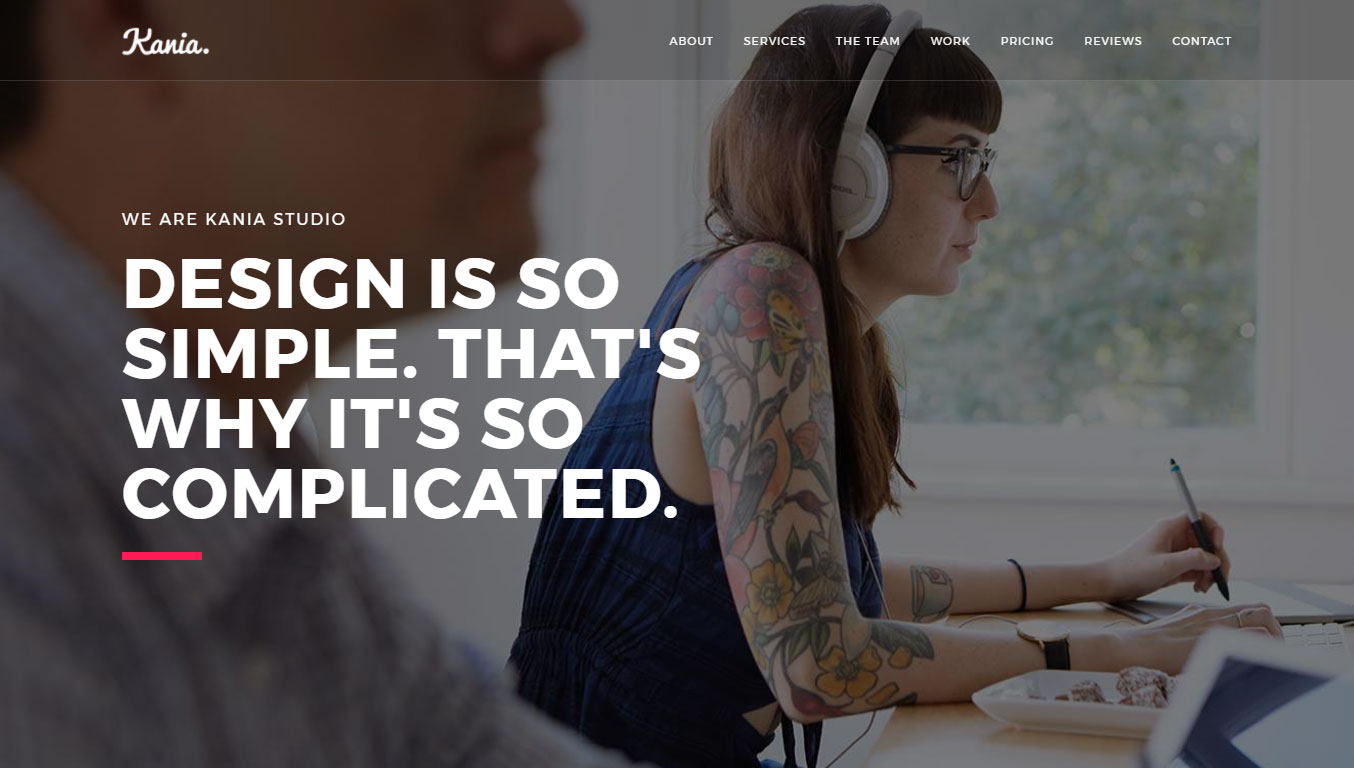 Kania.
ABOUT SERVICES THE TEAM WORK PRICING REVIEWS CONTACT
WE ARE KANIA STUDIO
DESIGN IS SO
SIMPLE. THAT'S
WHY IT'S SO
COMPLICATED.